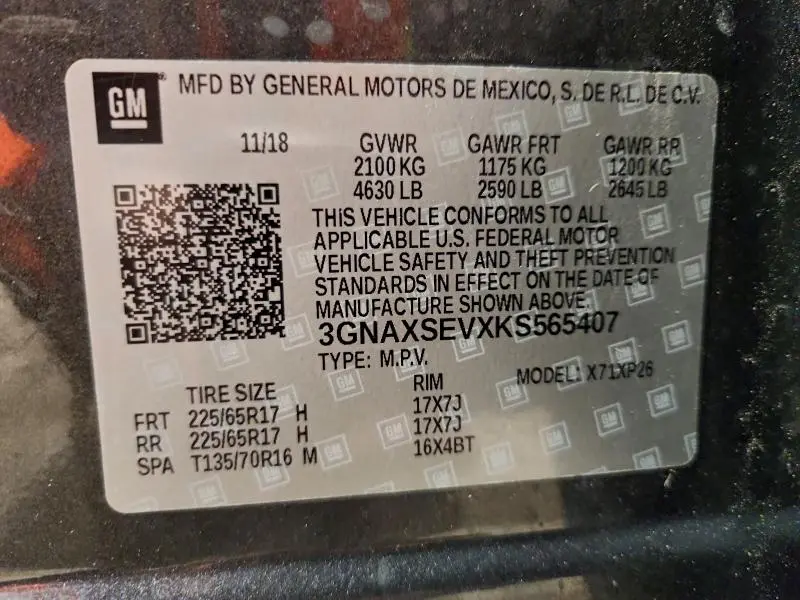 GM
MFD BY GENERAL MOTORS DE MEXICO, S. DE R.L. DE C.V.
11/18 GVWR GAWR FRT GAWR RR
2100 KG 1175 KG 1200 KG
4630 LB 2590 LB 2645 LB
THIS VEHICLE CONFORMS TO ALL
APPLICABLE U.S. FEDERAL MOTOR
VEHICLE SAFETY AND THEFT PREVENTION
STANDARDS IN EFFECT ON THE DATE OF
MANUFACTURE SHOWN ABOVE.
3GNAXSEVXKS565407
TYPE: M.P.V. MODEL: X71XP26
TIRE SIZE RIM
FRT 225/65R17 H 17X7J
RR 225/65R17 H 17X7J
SPA T135/70R16 M 16X4BT